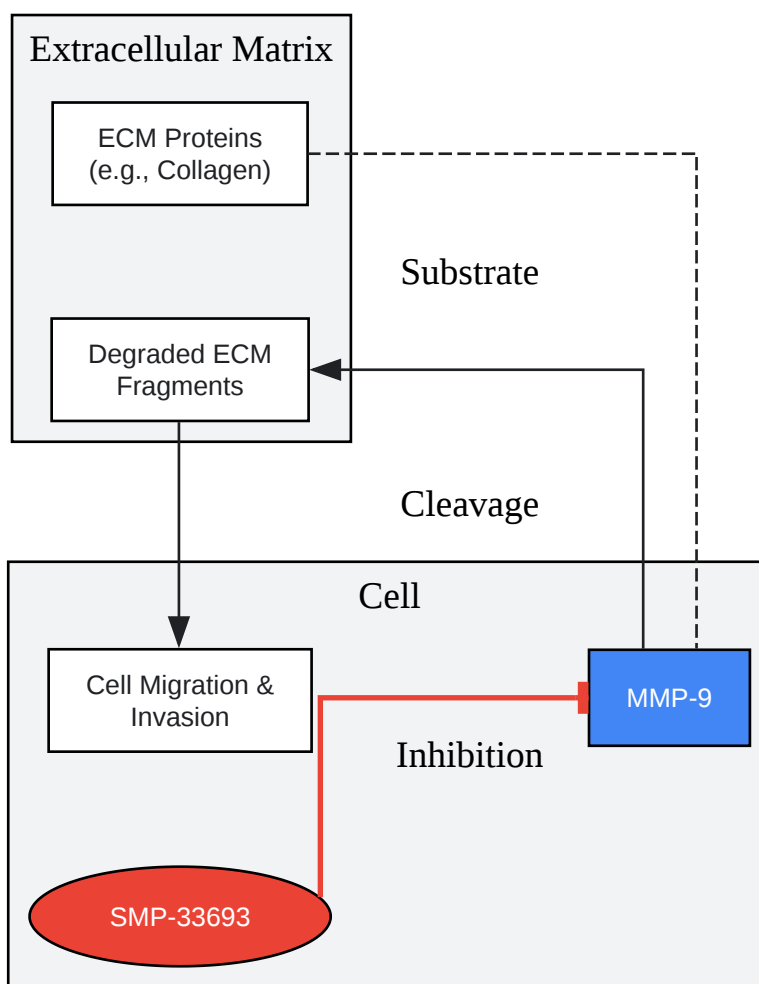 Extracellular Matrix
ECM Proteins
(e.g., Collagen)
Substrate
Degraded ECM
Fragments
Cleavage
Cell
Cell Migration &
Invasion
MMP-9
Inhibition
SMP-33693